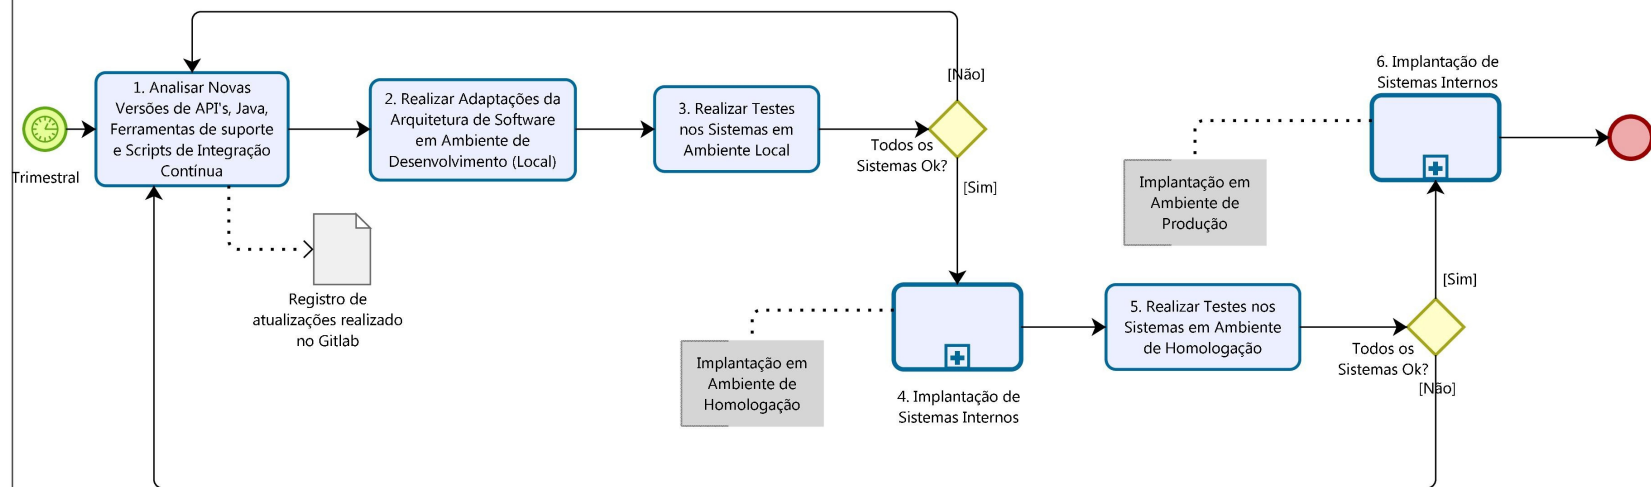 Trimestral
1. Analisar Novas
Versões de API's, Java,
Ferramentas de suporte
e Scripts de Integração
Contínua
Registro de
atualizações realizado
no Gitlab
2. Realizar Adaptações da
Arquitetura de Software
em Ambiente de
Desenvolvimento (Local)
3. Realizar Testes
nos Sistemas em
Ambiente Local
[Não]
Todos os
Sistemas Ok?
[Sim]
Implantação em
Ambiente de
Homologação
4. Implantação de
Sistemas Internos
5. Realizar Testes nos
Sistemas em Ambiente
de Homologação
Todos os
Sistemas Ok?
[Não]
[Sim]
Implantação em
Ambiente de
Produção
6. Implantação de
Sistemas Internos